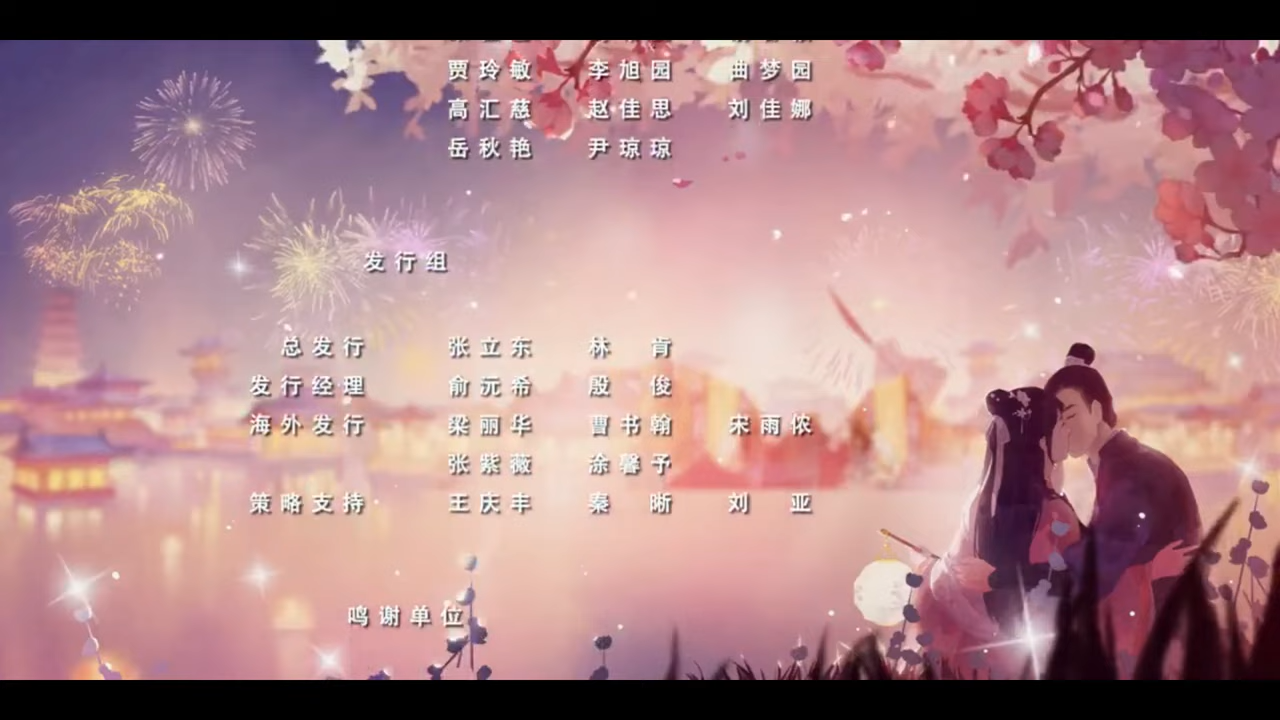 贾玲敏 李旭园 曲梦园
高汇慈 赵佳思 刘佳娜
岳秋艳 尹琼琼
发行组
总发行 张立东 林肯
发行经理 俞沅希 殷俊
海外发行 梁丽华 曹书翰 宋雨侬
张紫薇 涂馨予
策略支持 王庆丰 秦晰 刘亚
鸣谢单位